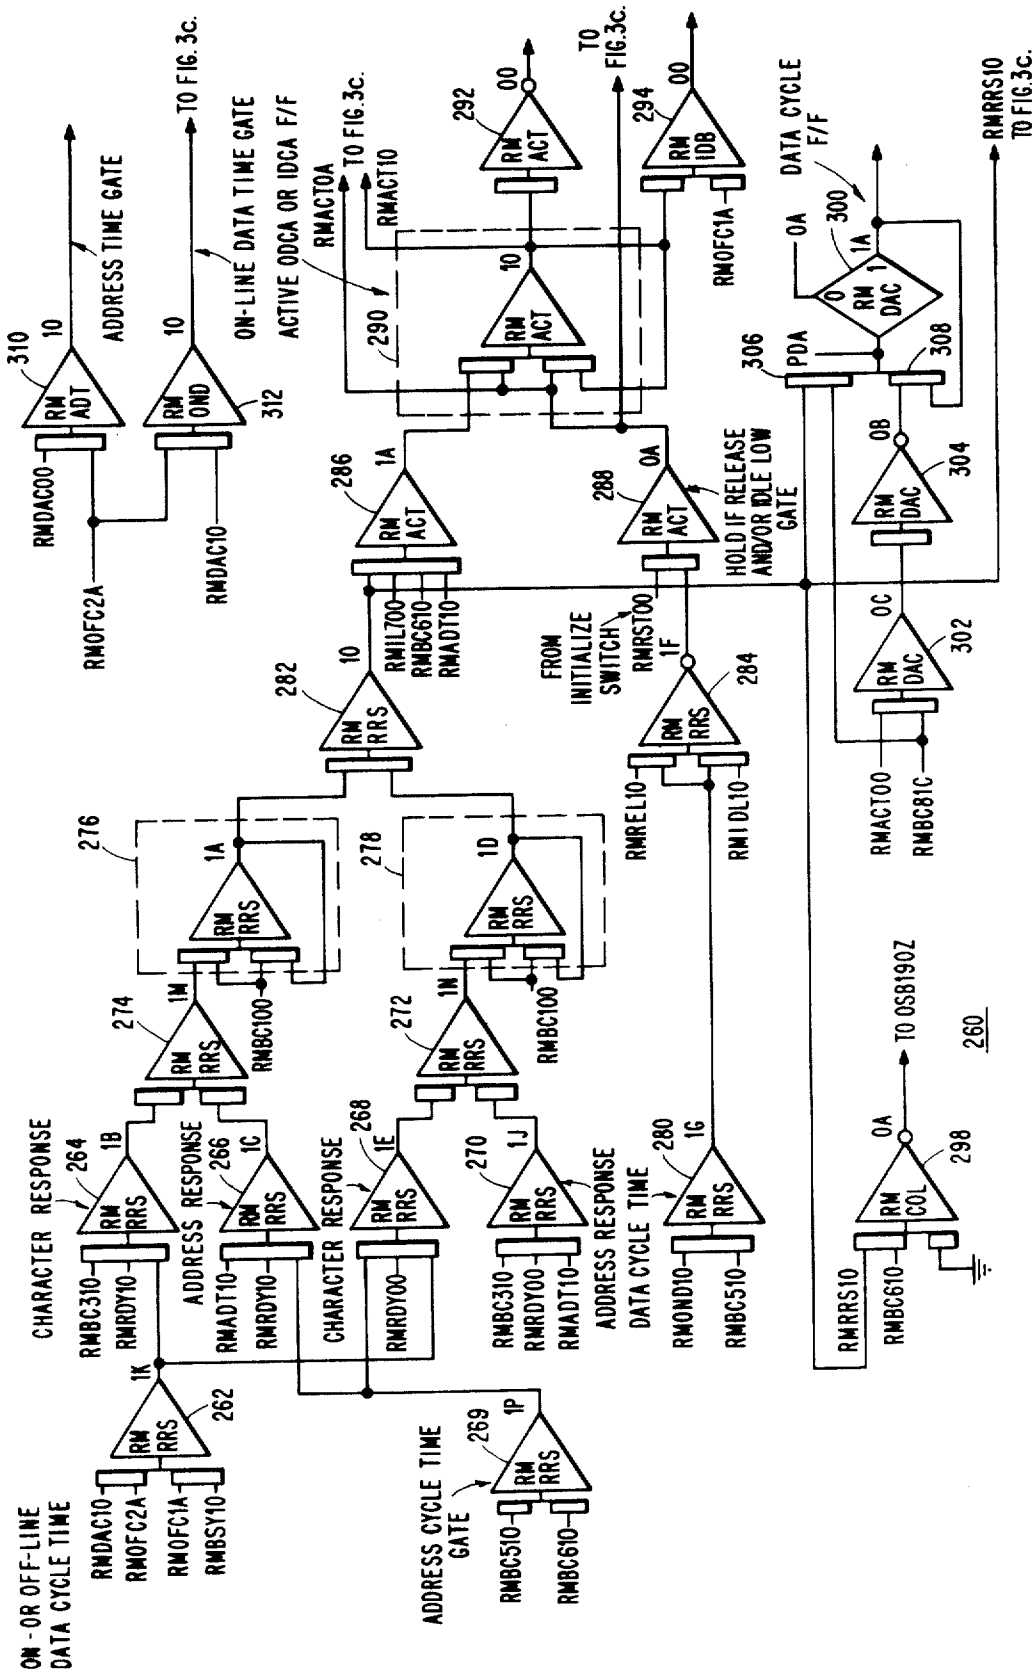 ON-OR OFF-LINE
DATA CYCLE TIME
RMDAC10
RMOFC2A
RMOFC1A
RMBSY10
RM
RRS
262
1K
ADDRESS CYCLE TIME
GATE
RMBC510
RMBC610
RM
RRS
269
1P
CHARACTER RESPONSE
RMBC310
RMRDY10
RM
RRS
264
1B
ADDRESS RESPONSE
RMADT10
RMRDY10
RM
RRS
266
1C
CHARACTER RESPONSE
RMRDY00
RM
RRS
268
1E
RMBC310
RMRDY00
RMADT10
RM
RRS
270
1J
ADDRESS RESPONSE
DATA CYCLE TIME
RMOND10
RMBC510
RM
RRS
280
1G
RMRRS10
RMBC610
RM
COL
298
0A
TO OSB190Z
260
274
RM
RRS
1M
RMBC100
276
RM
RRS
1A
272
RM
RRS
1N
RMBC100
278
RM
RRS
1D
282
RM
RRS
10
RMREL10
RMIDL10
RM
RRS
284
1F
FROM
INITIALIZE
SWITCH
RMRST00
RMIL700
RMBC610
RMADT10
RM
ACT
286
1A
RM
ACT
288
0A
HOLD IF RELEASE
AND/OR IDLE LOW
GATE
RMACT00
RMBC81C
RM
DAC
302
0C
RM
DAC
304
0B
306
308
PDA
RM
DAC
0
1
300
0A
1A
DATA CYCLE
F/F
RMRRS10
TO FIG.3c.
290
RM
ACT
10
ACTIVE ODCA OR IDCA F/F
RMACT0A
TO FIG.3c.
RMACT10
RM
ACT
292
00
TO
FIG.3c.
RMOFC1A
RM
IDB
294
00
RMDAC00
RMOFC2A
RMDAC10
RM
ADT
310
10
ADDRESS TIME GATE
RM
OND
312
10
TO FIG.3c.
ON-LINE DATA TIME GATE